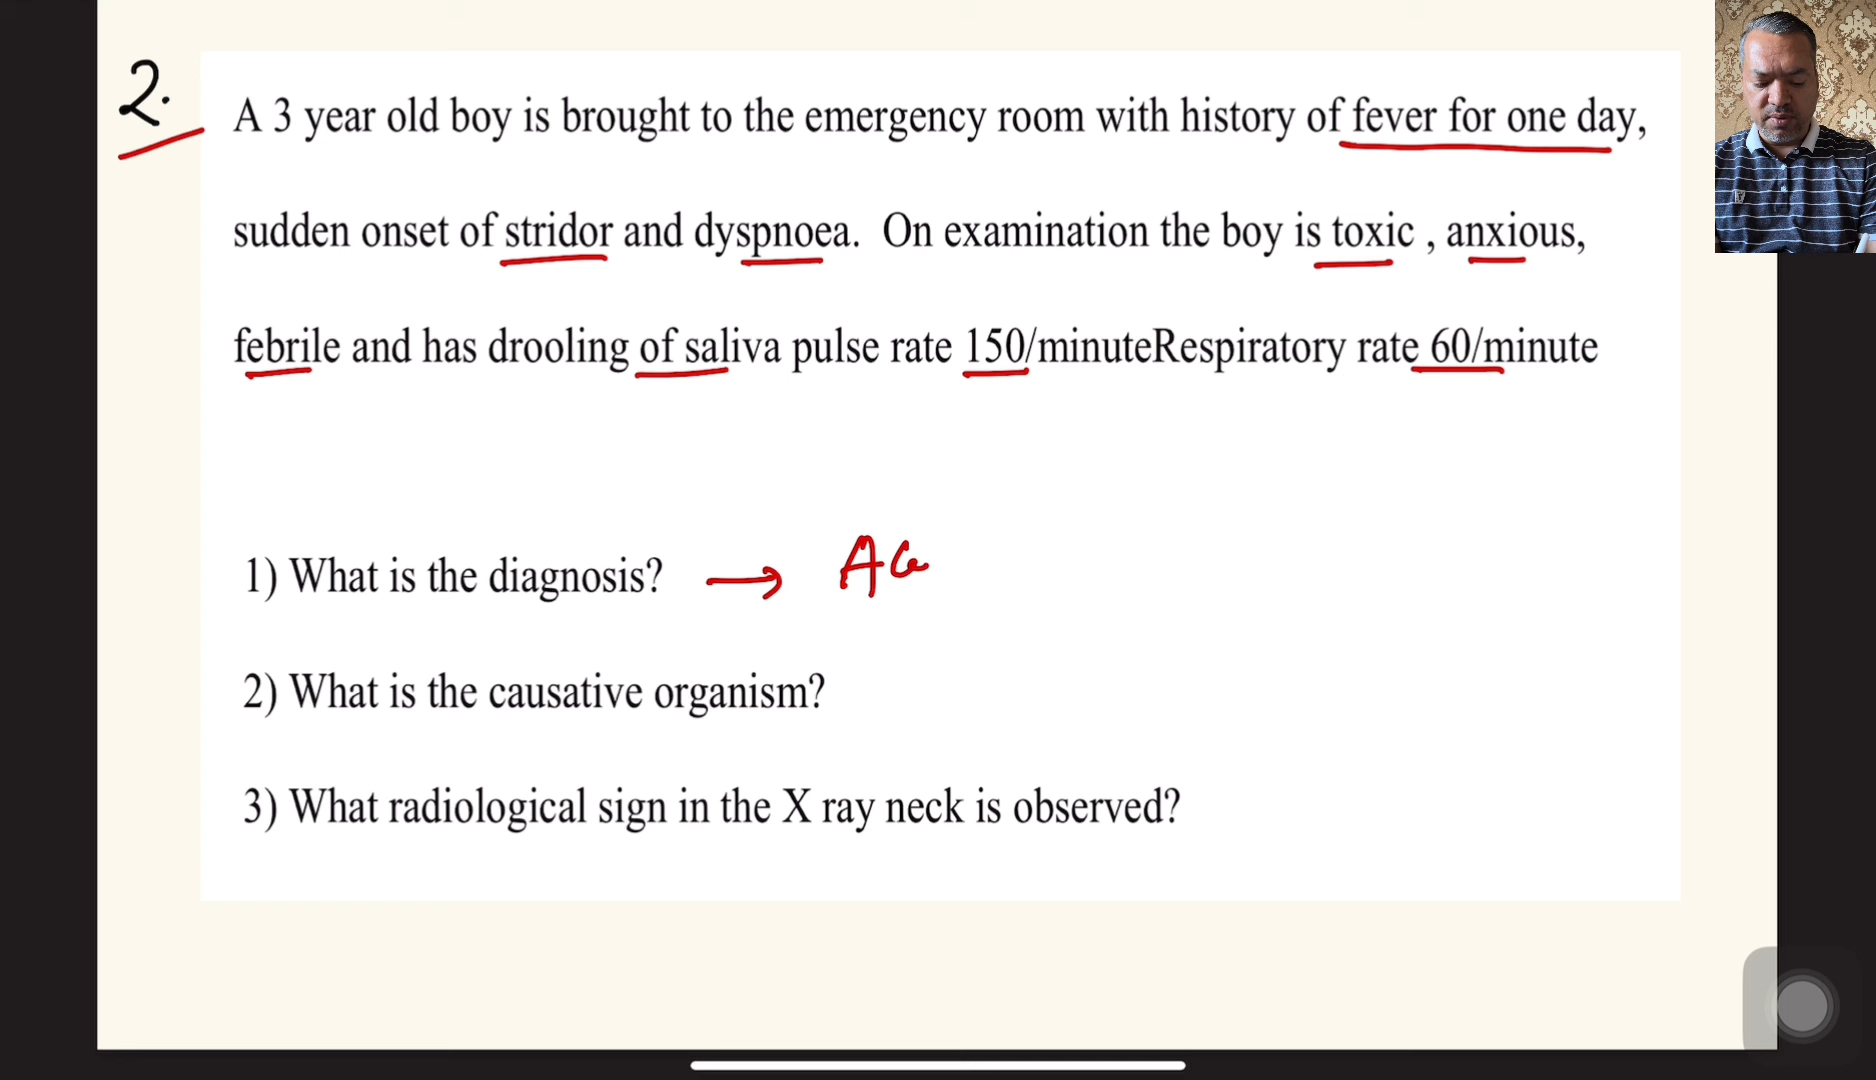 2.
A 3 year old boy is brought to the emergency room with history of fever for one day,
sudden onset of stridor and dyspnoea. On examination the boy is toxic , anxious,
febrile and has drooling of saliva pulse rate 150/minuteRespiratory rate 60/minute
1) What is the diagnosis? → Ac
2) What is the causative organism?
3) What radiological sign in the X ray neck is observed?